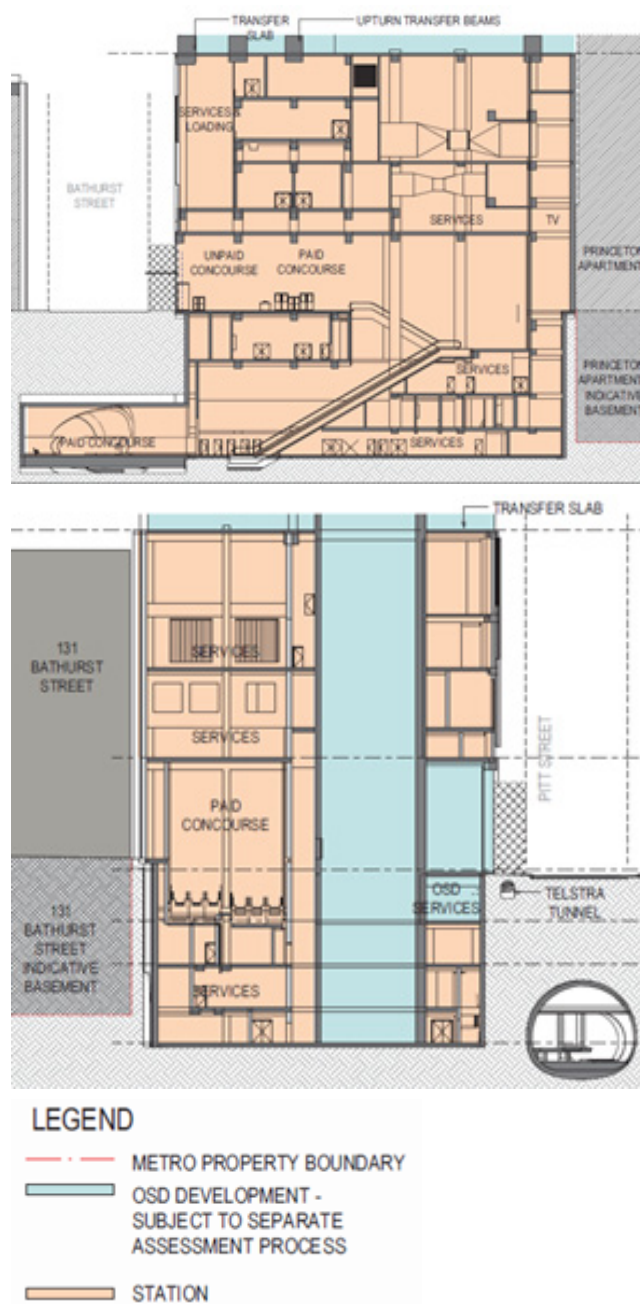 TRANSFER
SLAB
UPTURN TRANSFER BEAMS
SERVICES &
LOADING
BATHURST
STREET
SERVICES
TV
UNPAID
CONCOURSE
PAID
CONCOURSE
PRINCETON
APARTMENT
SERVICES
PRINCETON
APARTMENT
INDICATIVE
BASEMENT
PAID CONCOURSE
SERVICES
TRANSFER SLAB
131
BATHURST
STREET
SERVICES
SERVICES
PITT STREET
PAID
CONCOURSE
OSD
SERVICES
TELSTRA
TUNNEL
131
BATHURST
STREET
INDICATIVE
BASEMENT
SERVICES
LEGEND
METRO PROPERTY BOUNDARY
OSD DEVELOPMENT -
SUBJECT TO SEPARATE
ASSESSMENT PROCESS
STATION